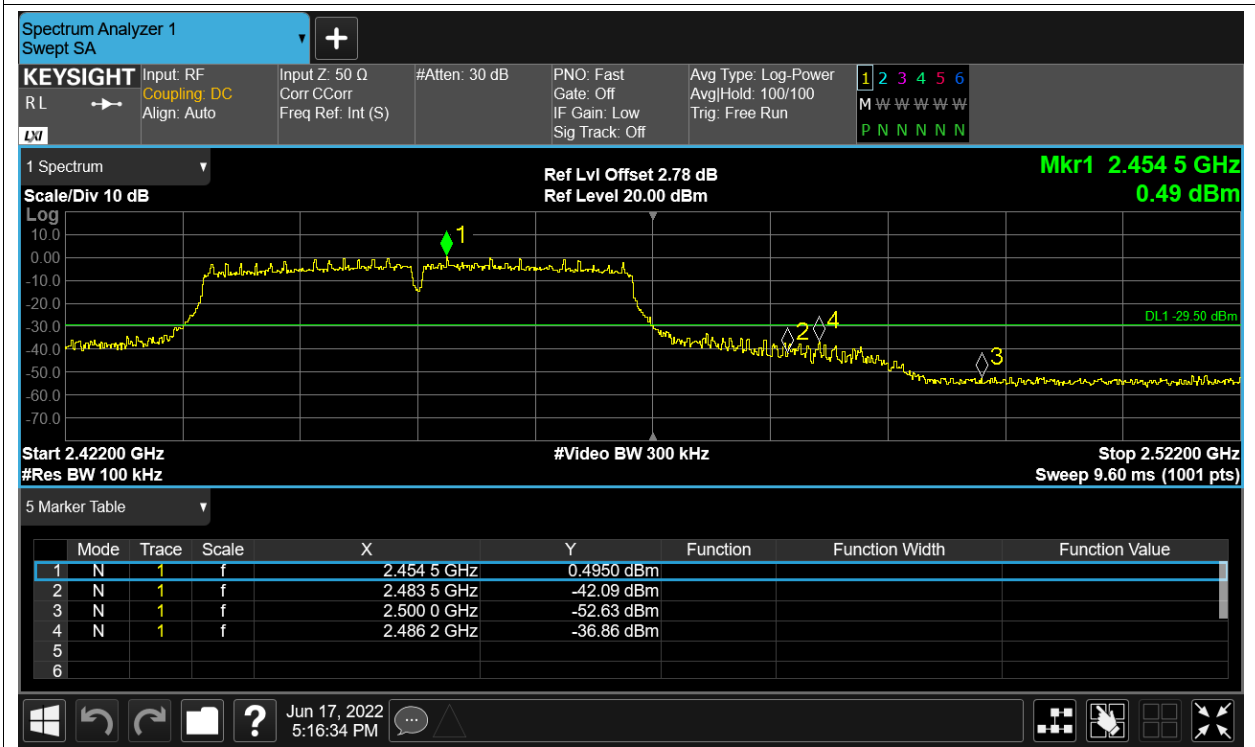 Spectrum Analyzer 1
Swept SA
KEYSIGHT Input: RF Input Z: 50 Ω #Atten: 30 dB PNO: Fast Avg Type: Log-Power 1 2 3 4 5 6
R L Coupling: DC Corr CCorr Gate: Off Avg|Hold: 100/100 M W W W W W
Align: Auto Freq Ref: Int (S) IF Gain: Low Trig: Free Run
LXI Sig Track: Off P N N N N N
1 Spectrum Ref Lvl Offset 2.78 dB Mkr1 2.454 5 GHz
Scale/Div 10 dB Ref Level 20.00 dBm 0.49 dBm
Log
10.0
1
0.00
-10.0
-20.0
DL1 -29.50 dBm
-30.0
2 4
-40.0
3
-50.0
-60.0
-70.0
Start 2.42200 GHz #Video BW 300 kHz Stop 2.52200 GHz
#Res BW 100 kHz Sweep 9.60 ms (1001 pts)
5 Marker Table
Mode Trace Scale X Y Function Function Width Function Value
1 N 1 f 2.454 5 GHz 0.4950 dBm
2 N 1 f 2.483 5 GHz -42.09 dBm
3 N 1 f 2.500 0 GHz -52.63 dBm
4 N 1 f 2.486 2 GHz -36.86 dBm
5
6
? Jun 17, 2022
5:16:34 PM